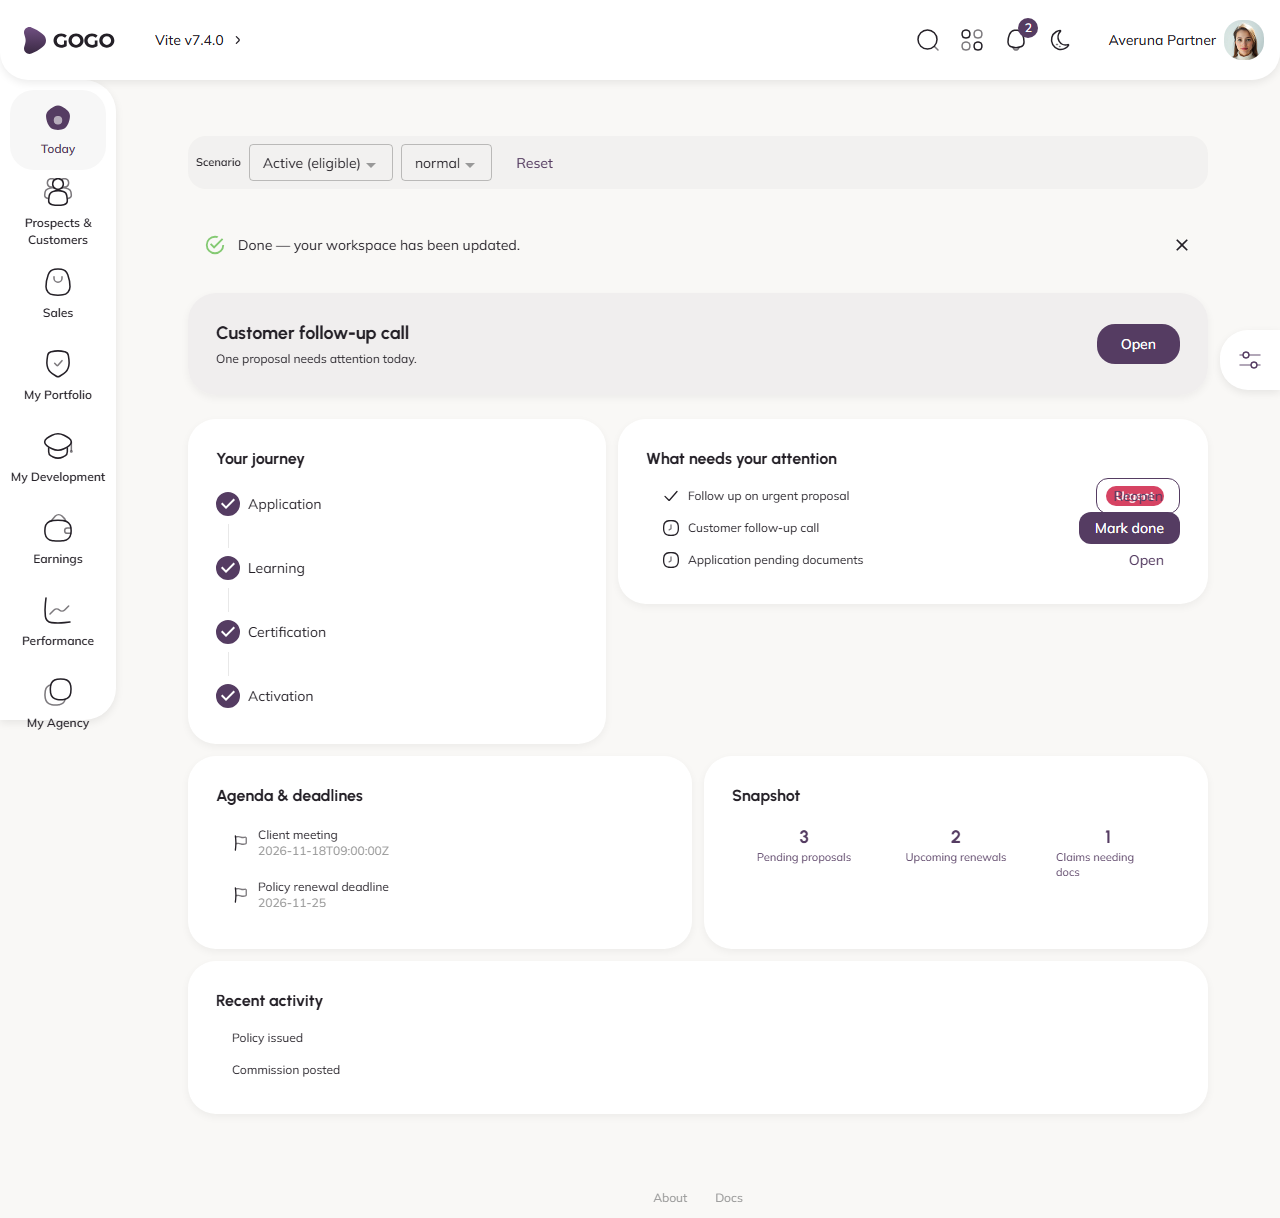 GOGO
Vite v7.4.0
2
Averuna Partner
Today
Prospects &
Customers
Sales
My Portfolio
My Development
Earnings
Performance
My Agency
Scenario
Active (eligible)
normal
Reset
Done — your workspace has been updated.
Customer follow-up call
One proposal needs attention today.
Open
Your journey
Application
Learning
Certification
Activation
What needs your attention
Follow up on urgent proposal
Urgent
Reopen
Customer follow-up call
Mark done
Application pending documents
Open
Agenda & deadlines
Client meeting
2026-11-18T09:00:00Z
Policy renewal deadline
2026-11-25
Snapshot
3
Pending proposals
2
Upcoming renewals
1
Claims needing
docs
Recent activity
Policy issued
Commission posted
About
Docs